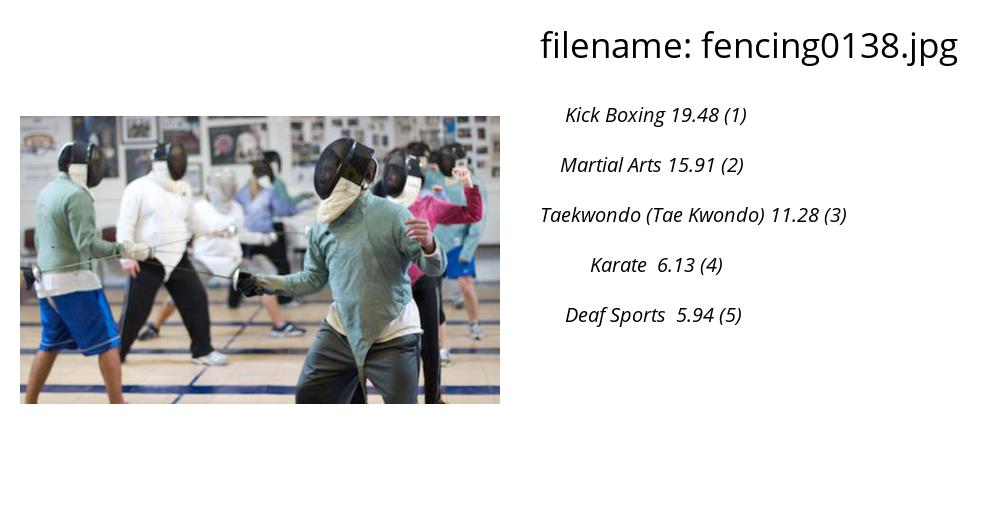 filename: fencing0138.jpg
Kick Boxing 19.48 (1)
Martial Arts 15.91 (2)
Taekwondo (Tae Kwondo) 11.28 (3)
Karate 6.13 (4)
Deaf Sports 5.94 (5)